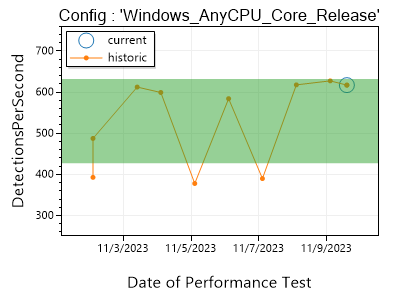 Config : 'Windows_AnyCPU_Core_Release'
current
historic
DetectionsPerSecond
700
600
500
400
300
11/3/2023
11/5/2023
11/7/2023
11/9/2023
Date of Performance Test